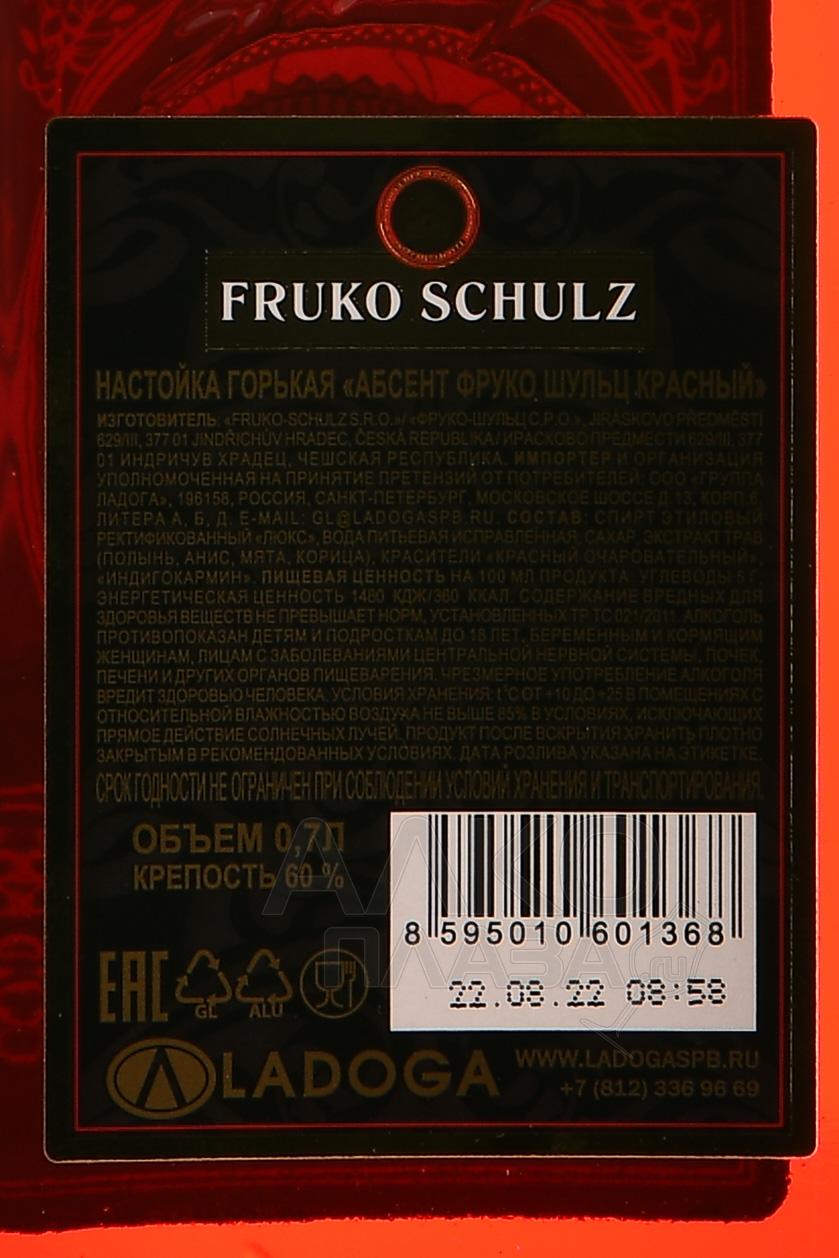 FRUKO SCHULZ
НАСТОЙКА ГОРЬКАЯ «АБСЕНТ ФРУКО ШУЛЬЦ КРАСНЫЙ»
ИЗГОТОВИТЕЛЬ: «FRUKO-SCHULZ S.R.O.»/«ФРУКО-ШУЛЬЦ С.Р.О.», JIRÁSKOVO PŘEDMĚSTÍ
629/III, 377 01 JINDŘICHŮV HRADEC, ČESKÁ REPUBLIKA / ИРАСКОВО ПРЕДМЕСТИ 629/III, 377
01 ИНДРИЧУВ ХРАДЕЦ, ЧЕШСКАЯ РЕСПУБЛИКА. ИМПОРТЕР И ОРГАНИЗАЦИЯ
УПОЛНОМОЧЕННАЯ НА ПРИНЯТИЕ ПРЕТЕНЗИЙ ОТ ПОТРЕБИТЕЛЕЙ: ООО «ГРУППА
ЛАДОГА», 196158, РОССИЯ, САНКТ-ПЕТЕРБУРГ, МОСКОВСКОЕ ШОССЕ Д.13, КОРП.6,
ЛИТЕРА А, Б, Д. E-MAIL: GL@LADOGASPB.RU. СОСТАВ: СПИРТ ЭТИЛОВЫЙ
РЕКТИФИКОВАННЫЙ «ЛЮКС», ВОДА ПИТЬЕВАЯ ИСПРАВЛЕННАЯ, САХАР, ЭКСТРАКТ ТРАВ
(ПОЛЫНЬ, АНИС, МЯТА, КОРИЦА), КРАСИТЕЛИ «КРАСНЫЙ ОЧАРОВАТЕЛЬНЫЙ»,
«ИНДИГОКАРМИН». ПИЩЕВАЯ ЦЕННОСТЬ НА 100 МЛ ПРОДУКТА: УГЛЕВОДЫ 5 Г;
ЭНЕРГЕТИЧЕСКАЯ ЦЕННОСТЬ 1480 КДЖ/360 ККАЛ. СОДЕРЖАНИЕ ВРЕДНЫХ ДЛЯ
ЗДОРОВЬЯ ВЕЩЕСТВ НЕ ПРЕВЫШАЕТ НОРМ, УСТАНОВЛЕННЫХ ТР ТС 021/2011. АЛКОГОЛЬ
ПРОТИВОПОКАЗАН ДЕТЯМ И ПОДРОСТКАМ ДО 18 ЛЕТ, БЕРЕМЕННЫМ И КОРМЯЩИМ
ЖЕНЩИНАМ, ЛИЦАМ С ЗАБОЛЕВАНИЯМИ ЦЕНТРАЛЬНОЙ НЕРВНОЙ СИСТЕМЫ, ПОЧЕК,
ПЕЧЕНИ И ДРУГИХ ОРГАНОВ ПИЩЕВАРЕНИЯ. ЧРЕЗМЕРНОЕ УПОТРЕБЛЕНИЕ АЛКОГОЛЯ
ВРЕДИТ ЗДОРОВЬЮ ЧЕЛОВЕКА. УСЛОВИЯ ХРАНЕНИЯ: t°С ОТ +10 ДО +25 В ПОМЕЩЕНИЯХ С
ОТНОСИТЕЛЬНОЙ ВЛАЖНОСТЬЮ ВОЗДУХА НЕ ВЫШЕ 85% В УСЛОВИЯХ, ИСКЛЮЧАЮЩИХ
ПРЯМОЕ ДЕЙСТВИЕ СОЛНЕЧНЫХ ЛУЧЕЙ. ПРОДУКТ ПОСЛЕ ВСКРЫТИЯ ХРАНИТЬ ПЛОТНО
ЗАКРЫТЫМ В РЕКОМЕНДОВАННЫХ УСЛОВИЯХ. ДАТА РОЗЛИВА УКАЗАНА НА ЭТИКЕТКЕ.
СРОК ГОДНОСТИ НЕ ОГРАНИЧЕН ПРИ СОБЛЮДЕНИИ УСЛОВИЙ ХРАНЕНИЯ И ТРАНСПОРТИРОВАНИЯ.
ОБЪЕМ 0,7Л
КРЕПОСТЬ 60 %
8 595010 601368
22.08.22 08:58
EAC
GL ALU
LADOGA
WWW.LADOGASPB.RU
+7 (812) 336 96 69
АЛКО
ПЛАЗА.ru